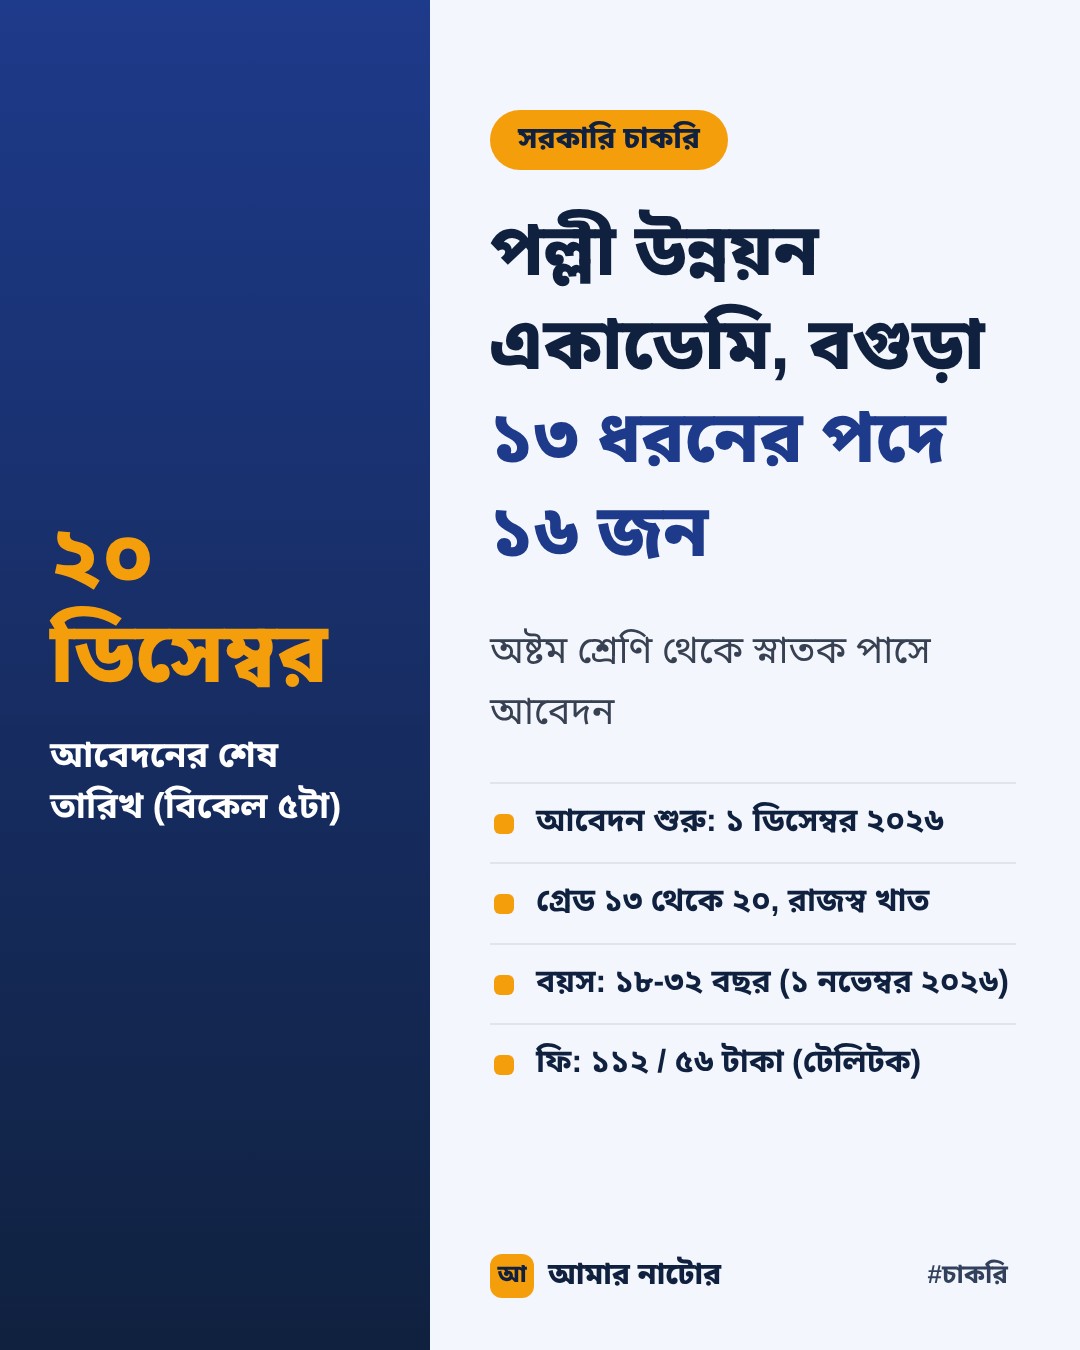 ২০
ডিসেম্বর
আবেদনের শেষ
তারিখ (বিকেল ৫টা)
সরকারি চাকরি
পল্লী উন্নয়ন
একাডেমি, বগুড়া
১৩ ধরনের পদে
১৬ জন
অষ্টম শ্রেণি থেকে স্নাতক পাসে
আবেদন
আবেদন শুরু: ১ ডিসেম্বর ২০২৬
গ্রেড ১৩ থেকে ২০, রাজস্ব খাত
বয়স: ১৮-৩২ বছর (১ নভেম্বর ২০২৬)
ফি: ১১২ / ৫৬ টাকা (টেলিটক)
আ আমার নাটোর
#চাকরি